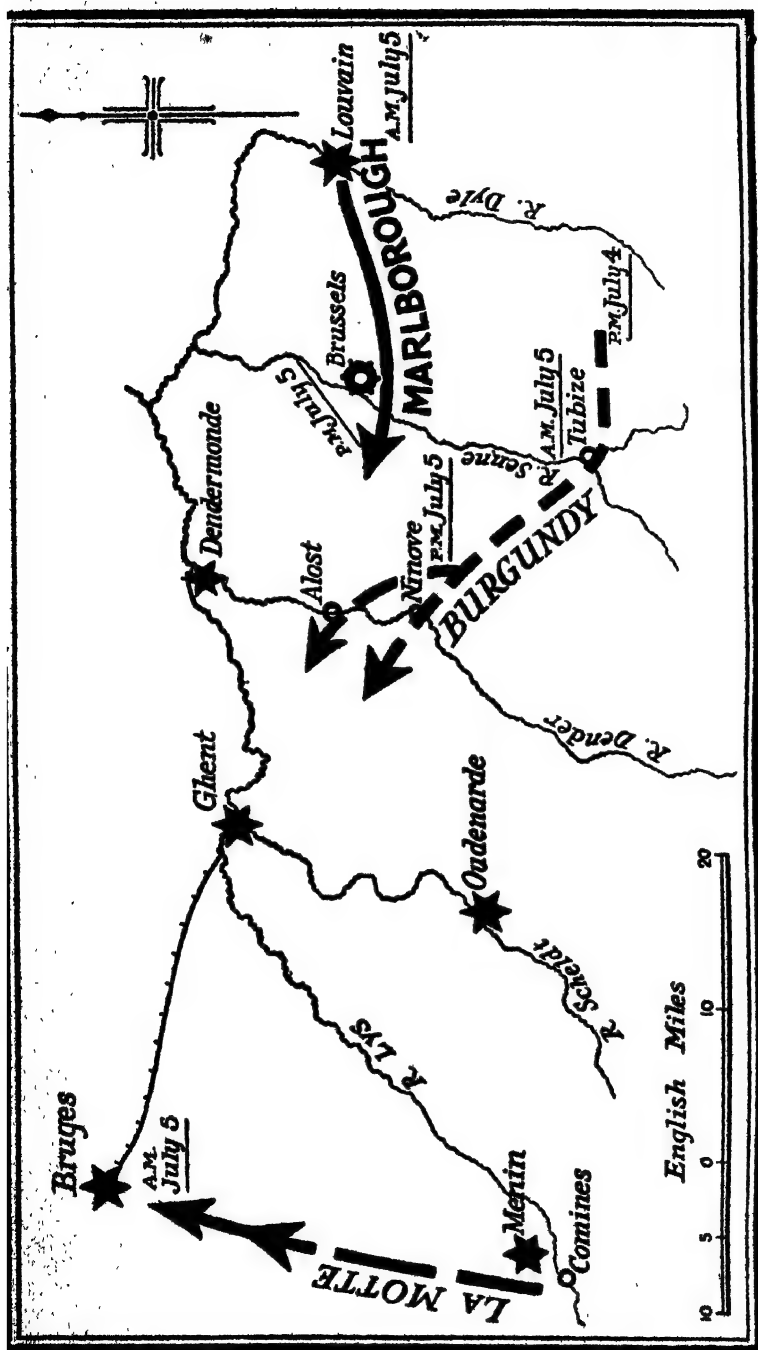 Bruges
A.M.
July 5
Ghent
Dendermonde
Louvain
A.M. July 5
Brussels
MARLBOROUGH
P.M. July 5
Alost
Ninove
P.M. July 5
R. Senne
R. Dyle
A.M. July 5
Tubize
P.M. July 4
BURGUNDY
R. Dender
Oudenarde
R. Scheldt
R. Lys
LA MOTTE
Menin
Comines
English Miles
10 5 0 10 20